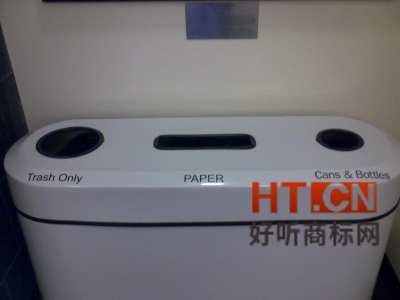 Trash Only
PAPER
Cans & Bottles
HT.CN
好听商标网